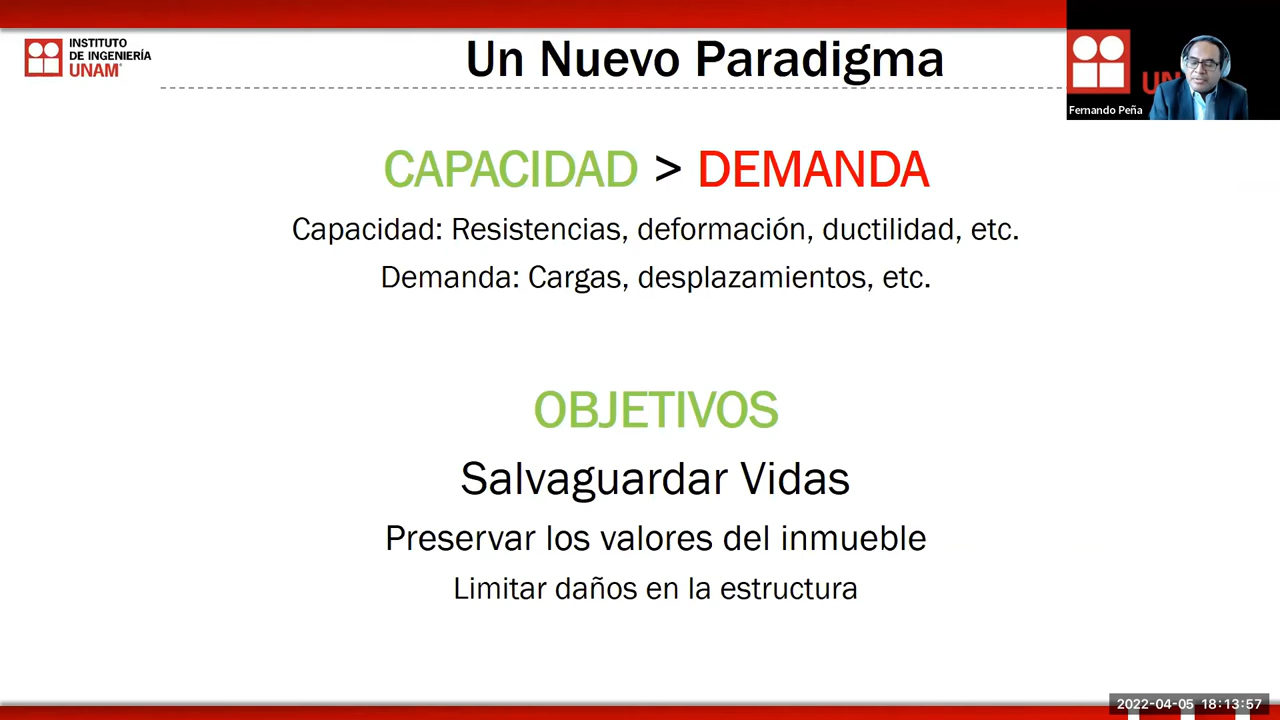 INSTITUTO
DE INGENIERÍA
UNAM
Un Nuevo Paradigma
UN
Fernando Peña
CAPACIDAD > DEMANDA
Capacidad: Resistencias, deformación, ductilidad, etc.
Demanda: Cargas, desplazamientos, etc.
OBJETIVOS
Salvaguardar Vidas
Preservar los valores del inmueble
Limitar daños en la estructura
2022-04-05 18:13:57